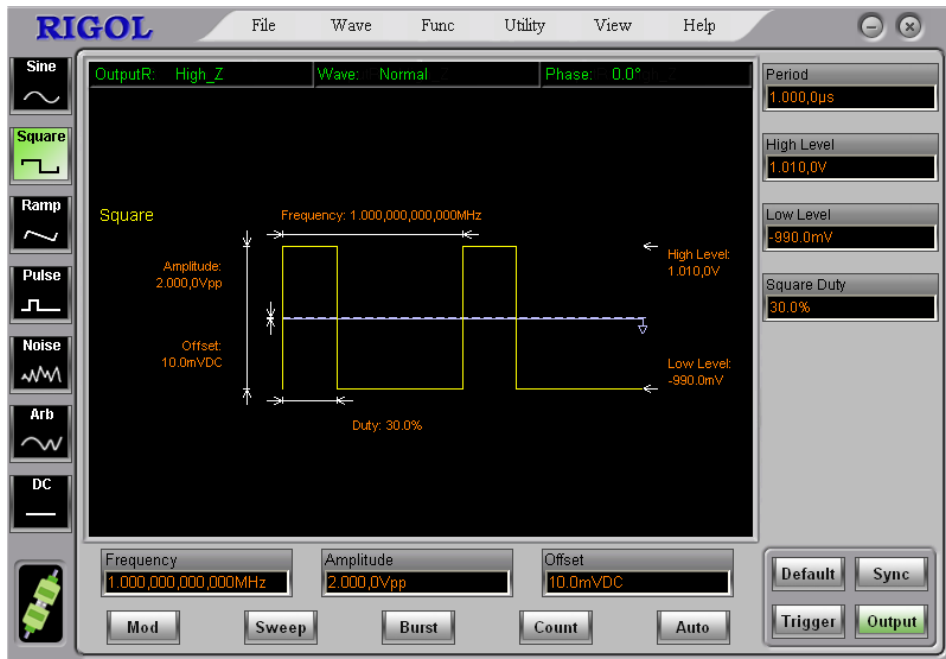 RIGOL
File Wave Func Utility View Help
Sine
Square
Ramp
Pulse
Noise
Arb
DC
OutputR: High_Z Wave: Normal Phase: 0.0°
Square
Frequency: 1.000,000,000,000MHz
Amplitude:
2.000,0Vpp
High Level:
1.010,0V
Offset:
10.0mVDC
Low Level:
-990.0mV
Duty: 30.0%
Period
1.000,0µs
High Level
1.010,0V
Low Level
-990.0mV
Square Duty
30.0%
Frequency
1.000,000,000,000MHz
Amplitude
2.000,0Vpp
Offset
10.0mVDC
Mod Sweep Burst Count Auto
Default Sync
Trigger Output